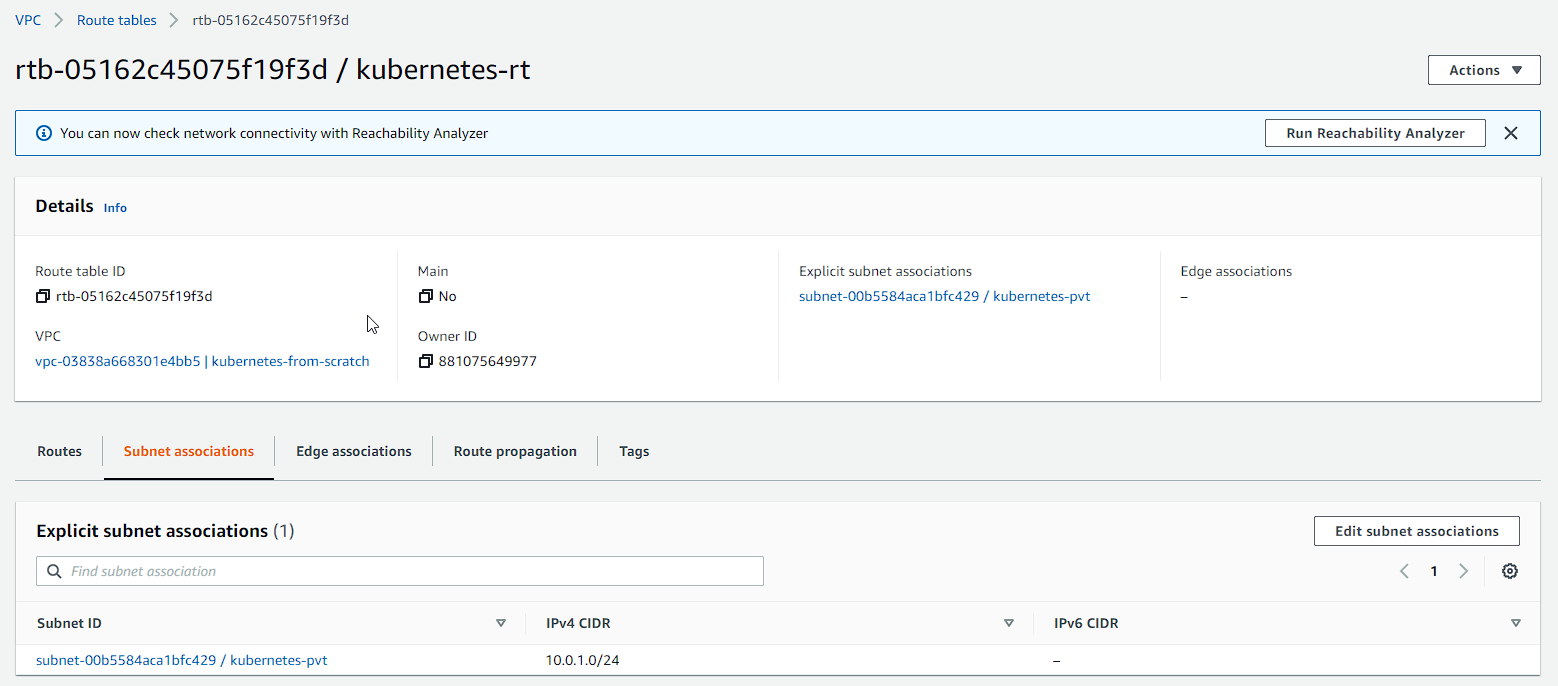 VPC > Route tables > rtb-05162c45075f19f3d
rtb-05162c45075f19f3d / kubernetes-rt
Actions
You can now check network connectivity with Reachability Analyzer
Run Reachability Analyzer
Details Info
Route table ID
rtb-05162c45075f19f3d
Main
No
Explicit subnet associations
subnet-00b5584aca1bfc429 / kubernetes-pvt
Edge associations
–
VPC
vpc-03838a668301e4bb5 | kubernetes-from-scratch
Owner ID
881075649977
Routes Subnet associations Edge associations Route propagation Tags
Explicit subnet associations (1)
Edit subnet associations
Find subnet association
1
Subnet ID IPv4 CIDR IPv6 CIDR
subnet-00b5584aca1bfc429 / kubernetes-pvt 10.0.1.0/24 –